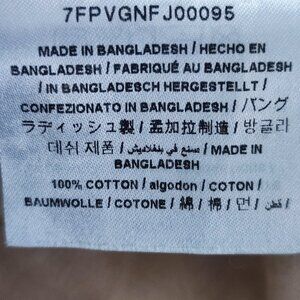 7FPVGNFJ00095
MADE IN BANGLADESH / HECHO EN
BANGLADESH / FABRIQUÉ AU BANGLADESH
/ IN BANGLADESCH HERGESTELLT /
CONFEZIONATO IN BANGLADESH / バング
ラディッシュ製 / 孟加拉制造 / 방글라
데쉬 제품 / صنع في بنغلاديش / MADE IN
BANGLADESH
100% COTTON / algodon / COTON /
BAUMWOLLE / COTONE / 綿 / 棉 / 면 / قطن /